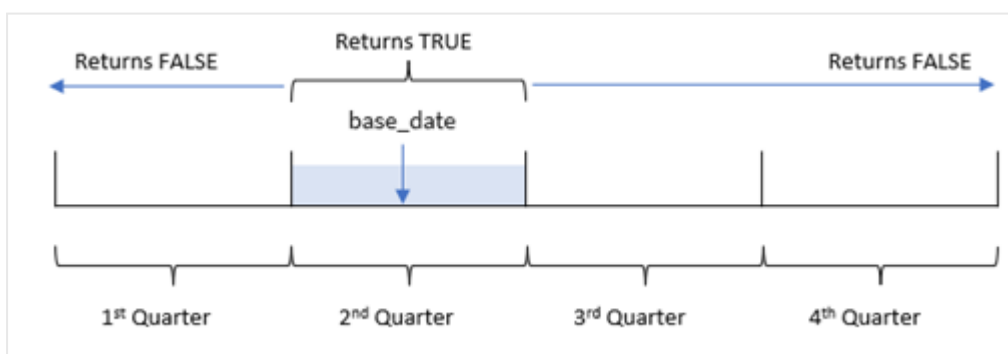 Returns TRUE
Returns FALSE
Returns FALSE
base_date
1st Quarter
2nd Quarter
3rd Quarter
4th Quarter